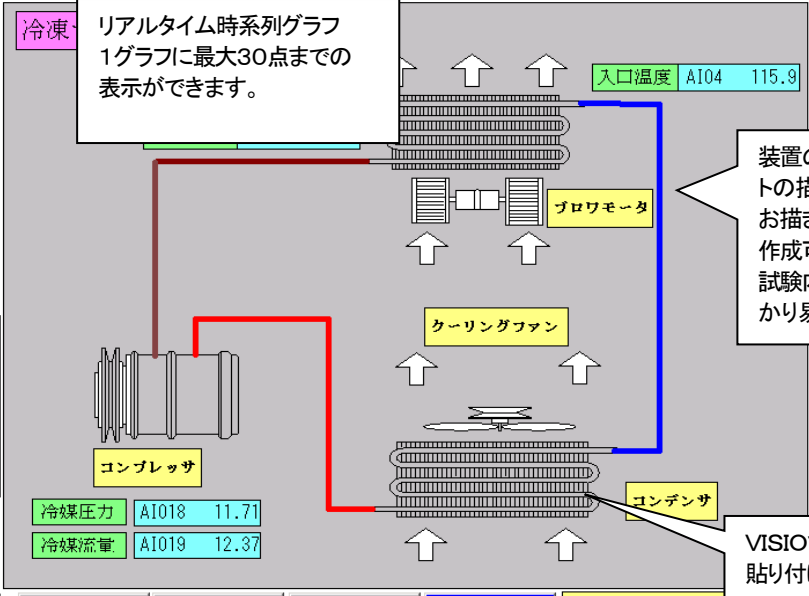 冷凍
リアルタイム時系列グラフ
1グラフに最大30点までの
表示ができます。
入口温度 AI04 115.9
装置の
トの描
お描き
作成可
試験内
かり易
ブロワモータ
クーリングファン
コンプレッサ
コンデンサ
冷媒圧力 AI018 11.71
冷媒流量 AI019 12.37
VISIO
貼り付け